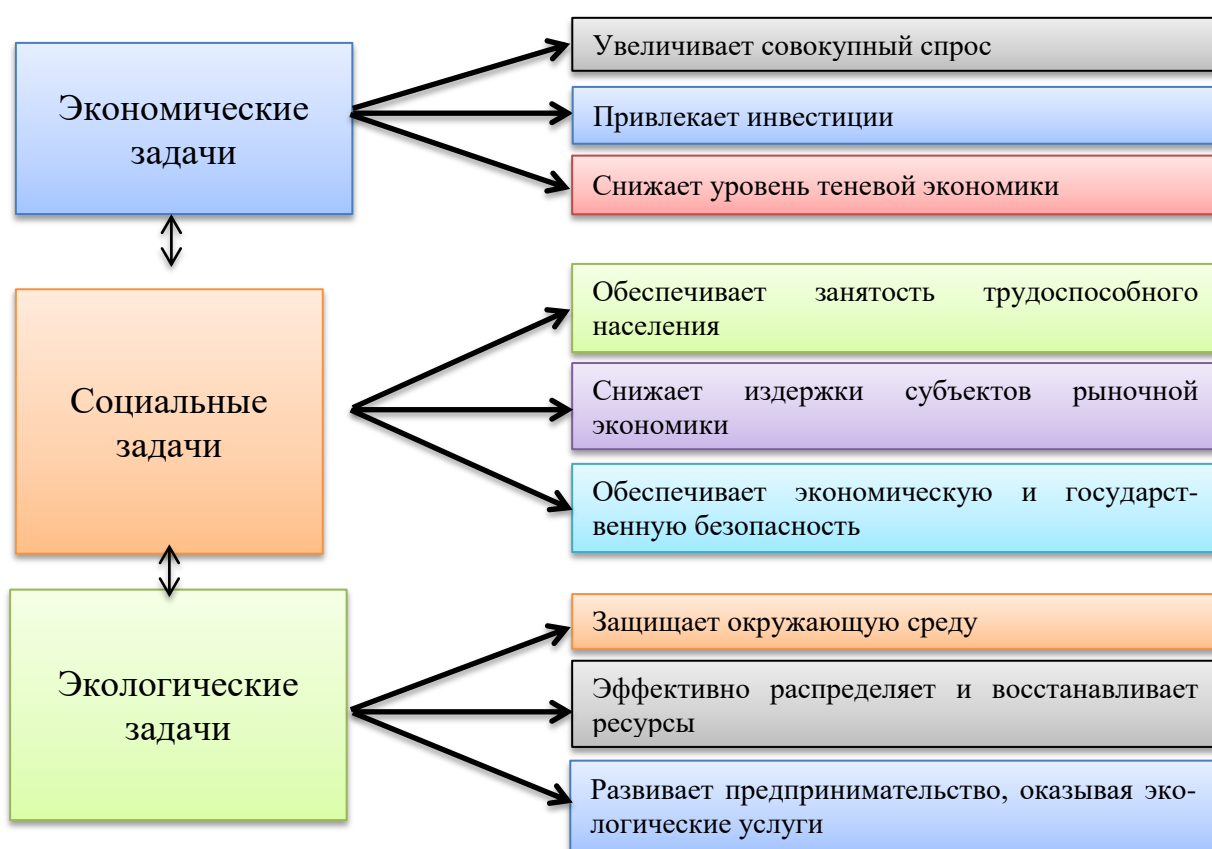 Экономические
задачи
Увеличивает совокупный спрос
Привлекает инвестиции
Снижает уровень теневой экономики
Социальные
задачи
Обеспечивает занятость трудоспособного
населения
Снижает издержки субъектов рыночной
экономики
Обеспечивает экономическую и государст-
венную безопасность
Экологические
задачи
Защищает окружающую среду
Эффективно распределяет и восстанавливает
ресурсы
Развивает предпринимательство, оказывая эко-
логические услуги